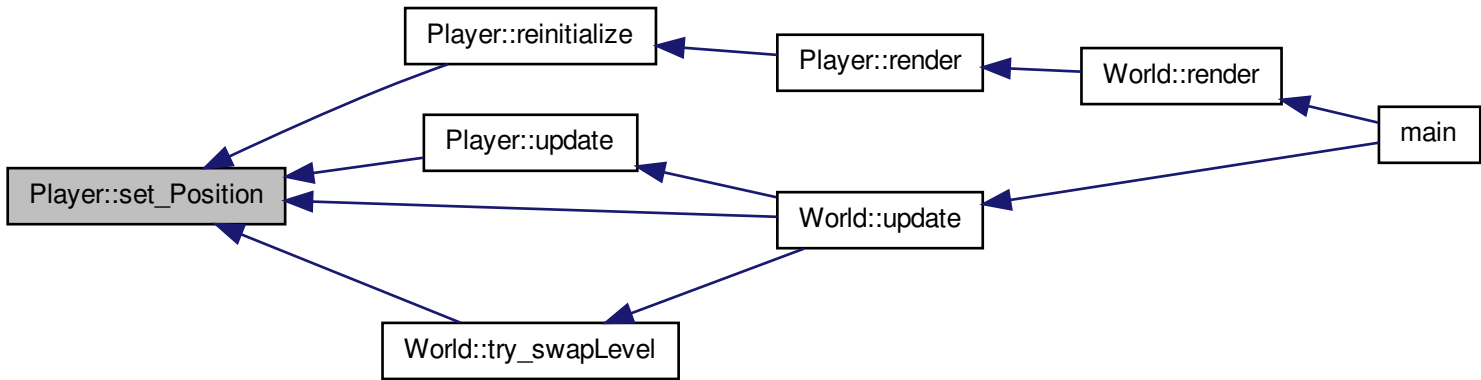 Player::reinitialize
Player::render
World::render
main
Player::update
Player::set_Position
World::update
World::try_swapLevel